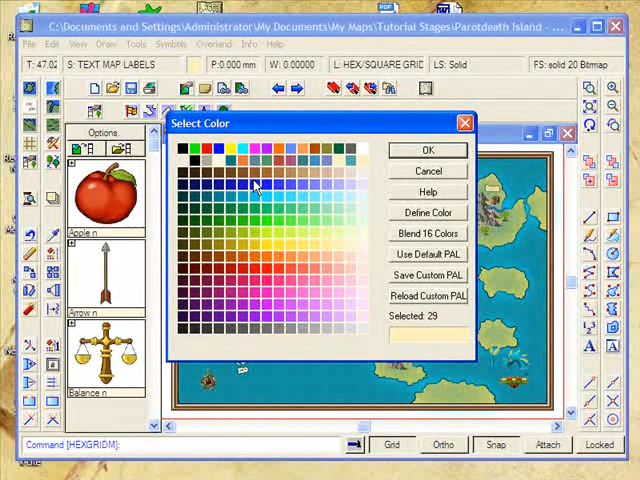 C:\Documents and Settings\Administrator\My Documents\My Maps\Tutorial Stages\Parotdeath Island - ...
File Edit View Draw Tools Symbols Overland Info Help
T: 47.02 S: TEXT MAP LABELS P:0.000 mm W: 0.00000 L: HEX/SQUARE GRID LS: Solid FS: solid 20 Bitmap
Options.
Select Color
OK
Cancel
Help
Define Color
Blend 16 Colors
Use Default PAL
Save Custom PAL
Reload Custom PAL
Selected: 29
Apple n
Arrow n
Balance n
Command [HEXGRIDM]:
Grid Ortho Snap Attach Locked